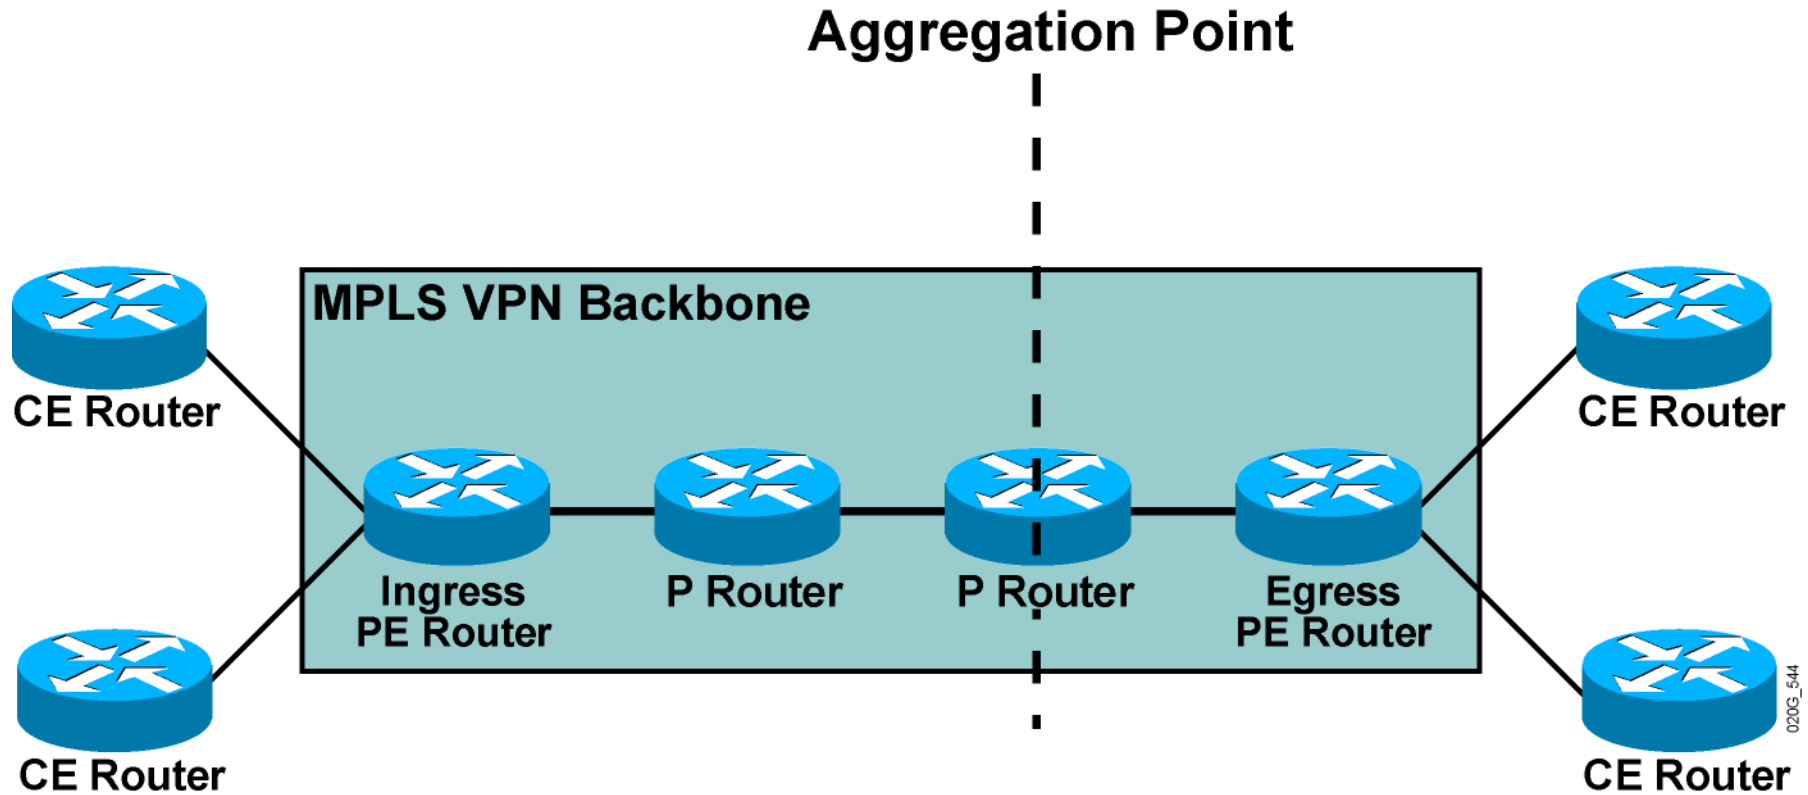 Aggregation Point
MPLS VPN Backbone
CE Router
CE Router
Ingress
PE Router
P Router
P Router
Egress
PE Router
CE Router
CE Router
020G_544